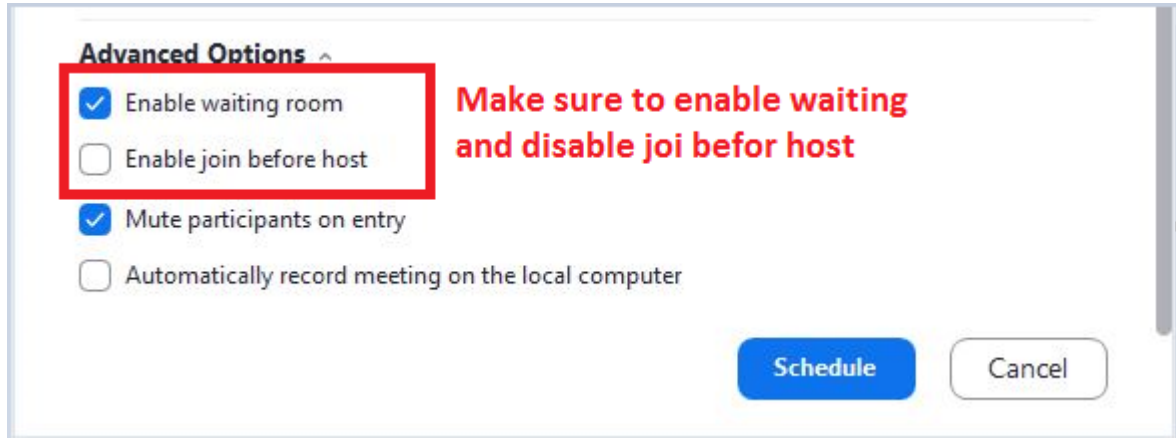 Advanced Options
Enable waiting room
Make sure to enable waiting
Enable join before host
and disable joi befor host
Mute participants on entry
Automatically record meeting on the local computer
Schedule
Cancel